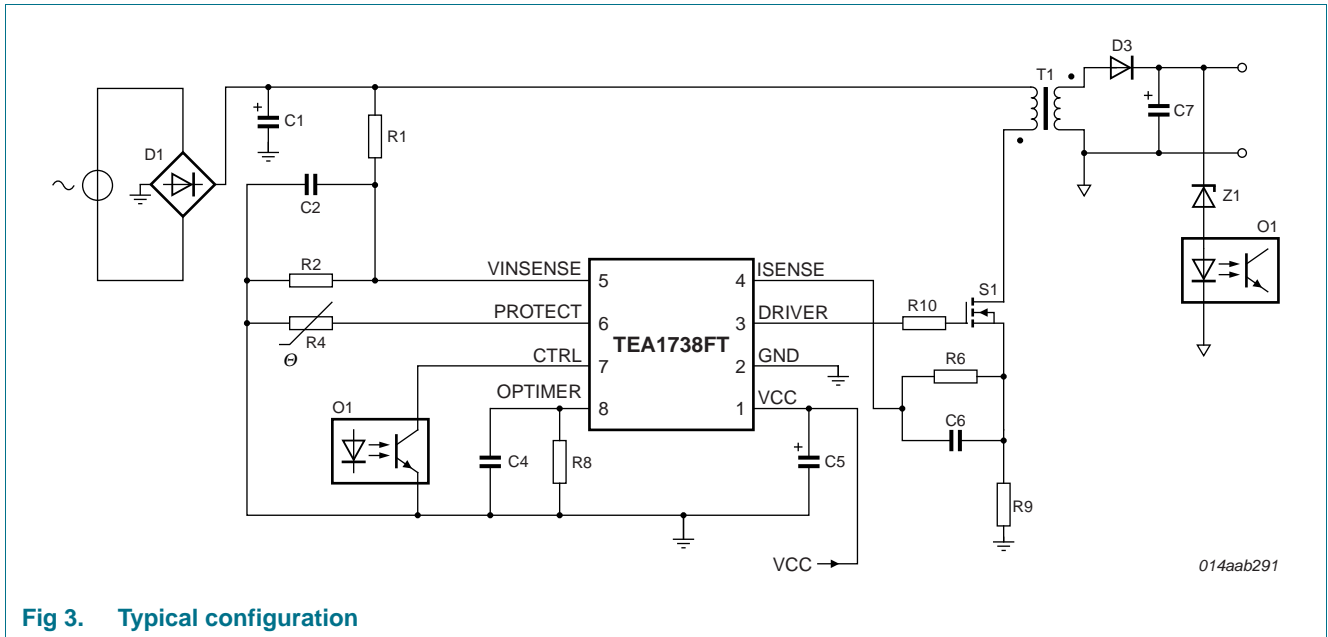 T1
D3
C7
C1
R1
D1
C2
Z1
O1
R2
VINSENSE
5
4
ISENSE
S1
R10
PROTECT
6
3
DRIVER
R4
Θ
TEA1738FT
CTRL
7
2
GND
R6
OPTIMER
8
1
VCC
C6
O1
C4
R8
C5
R9
VCC
014aab291
Fig 3. Typical configuration